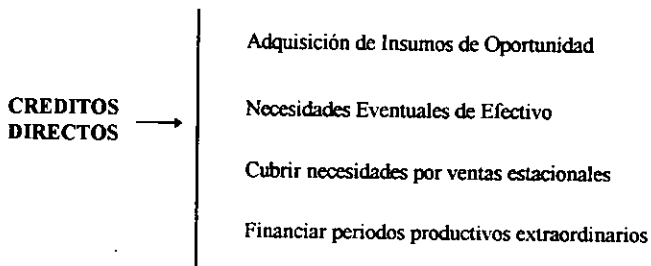 Adquisición de Insumos de Oportunidad
CREDITOS
DIRECTOS
Necesidades Eventuales de Efectivo
Cubrir necesidades por ventas estacionales
Financiar periodos productivos extraordinarios